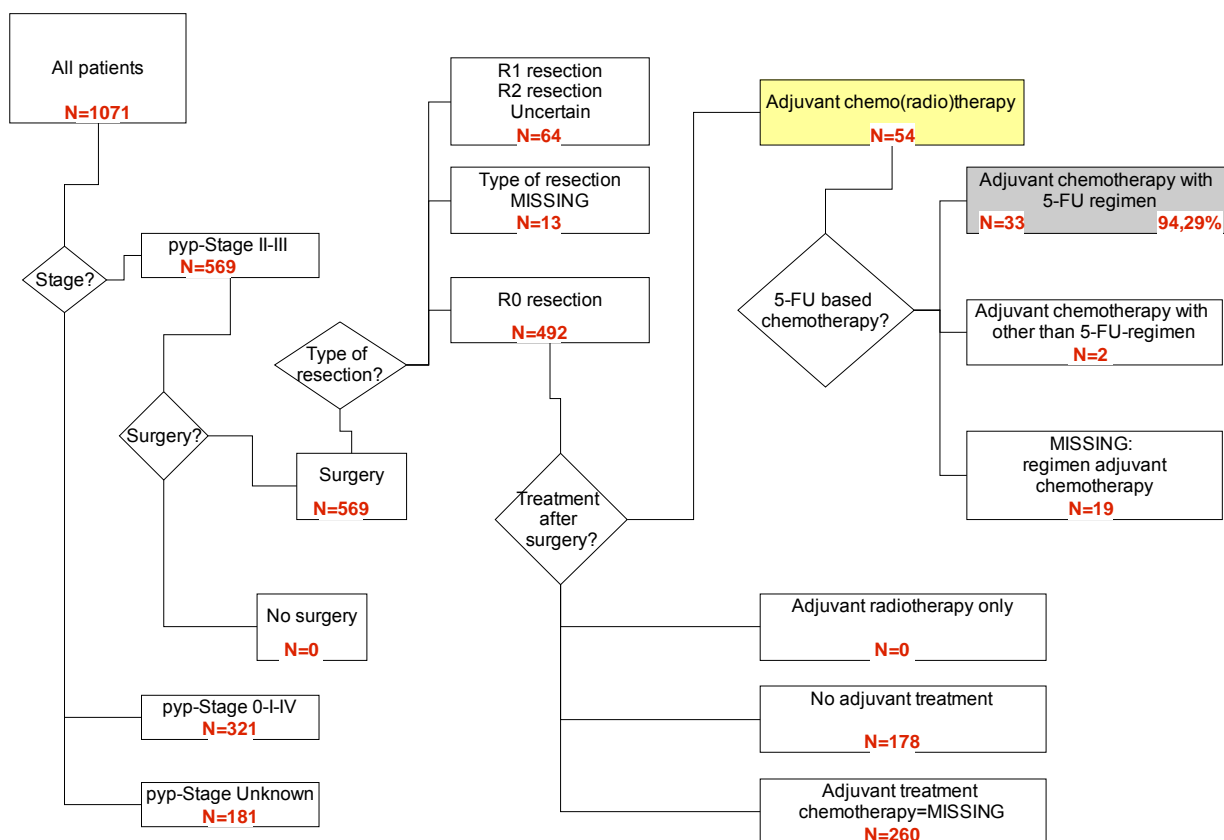 All patients
N=1071
Stage?
pyp-Stage II-III
N=569
Surgery?
No surgery
N=0
pyp-Stage 0-I-IV
N=321
pyp-Stage Unknown
N=181
Surgery
N=569
Type of
resection?
R1 resection
R2 resection
Uncertain
N=64
Type of resection
MISSING
N=13
R0 resection
N=492
Treatment
after
surgery?
Adjuvant chemo(radio)therapy
N=54
5-FU based
chemotherapy?
Adjuvant chemotherapy with
5-FU regimen
N=33 94,29%
Adjuvant chemotherapy with
other than 5-FU-regimen
N=2
MISSING:
regimen adjuvant
chemotherapy
N=19
Adjuvant radiotherapy only
N=0
No adjuvant treatment
N=178
Adjuvant treatment
chemotherapy=MISSING
N=260